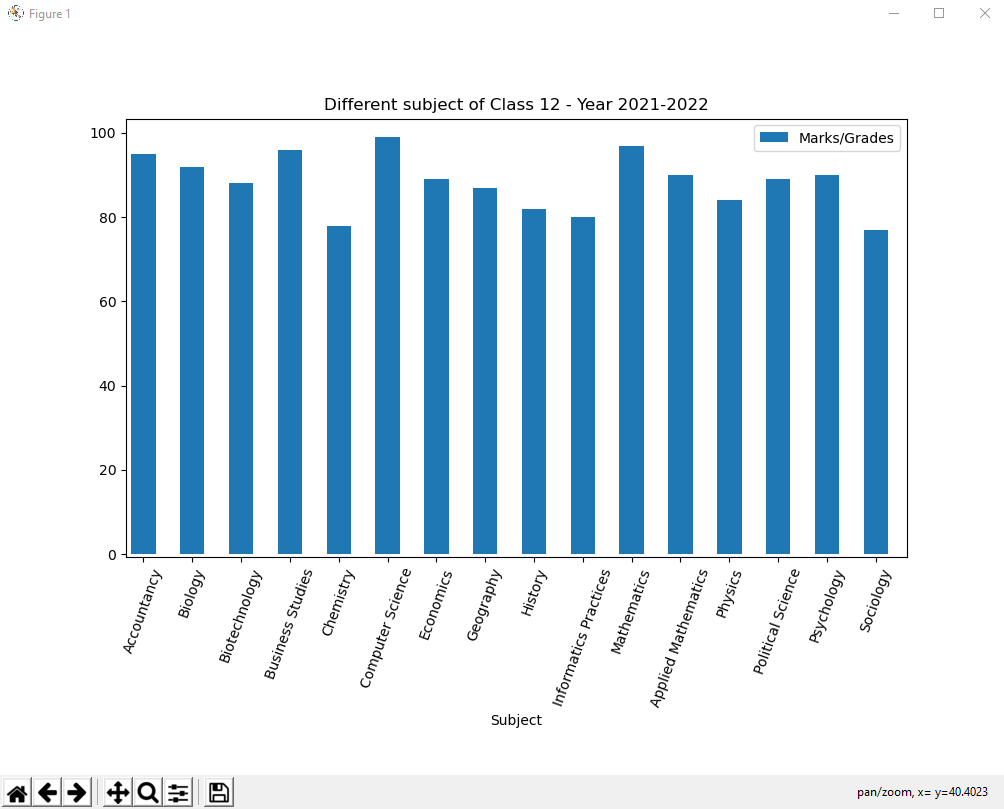 Figure 1
Different subject of Class 12 - Year 2021-2022
Marks/Grades
100
80
60
40
20
0
Accountancy
Biology
Biotechnology
Business Studies
Chemistry
Computer Science
Economics
Geography
History
Informatics Practices
Mathematics
Applied Mathematics
Physics
Political Science
Psychology
Sociology
Subject
pan/zoom, x= y=40.4023